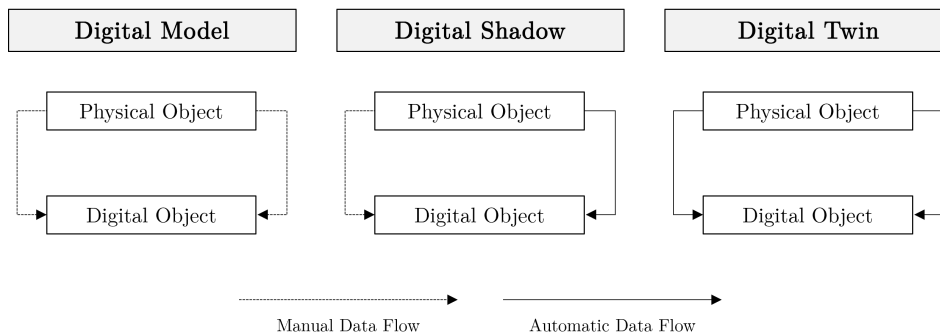 Digital Model
Digital Shadow
Digital Twin
Physical Object
Physical Object
Physical Object
Digital Object
Digital Object
Digital Object
Manual Data Flow
Automatic Data Flow